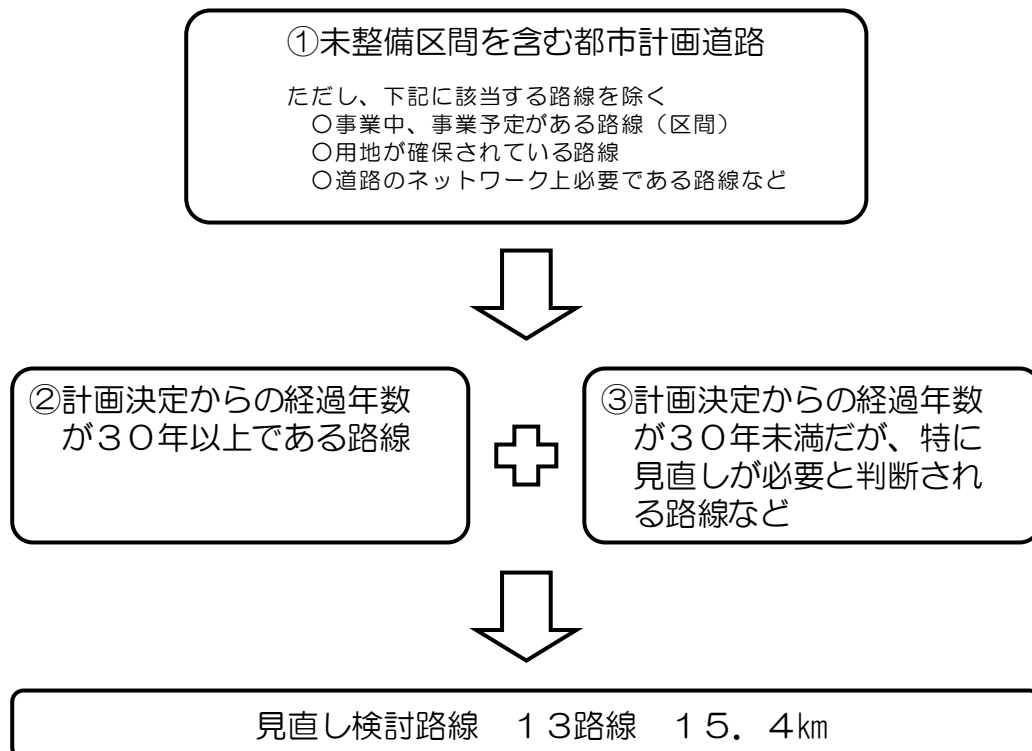 ①未整備区間を含む都市計画道路
ただし、下記に該当する路線を除く
〇事業中、事業予定がある路線（区間）
〇用地が確保されている路線
〇道路のネットワーク上必要である路線など
②計画決定からの経過年数
が３０年以上である路線
③計画決定からの経過年数
が３０年未満だが、特に
見直しが必要と判断され
る路線など
見直し検討路線　１３路線　１５．４㎞